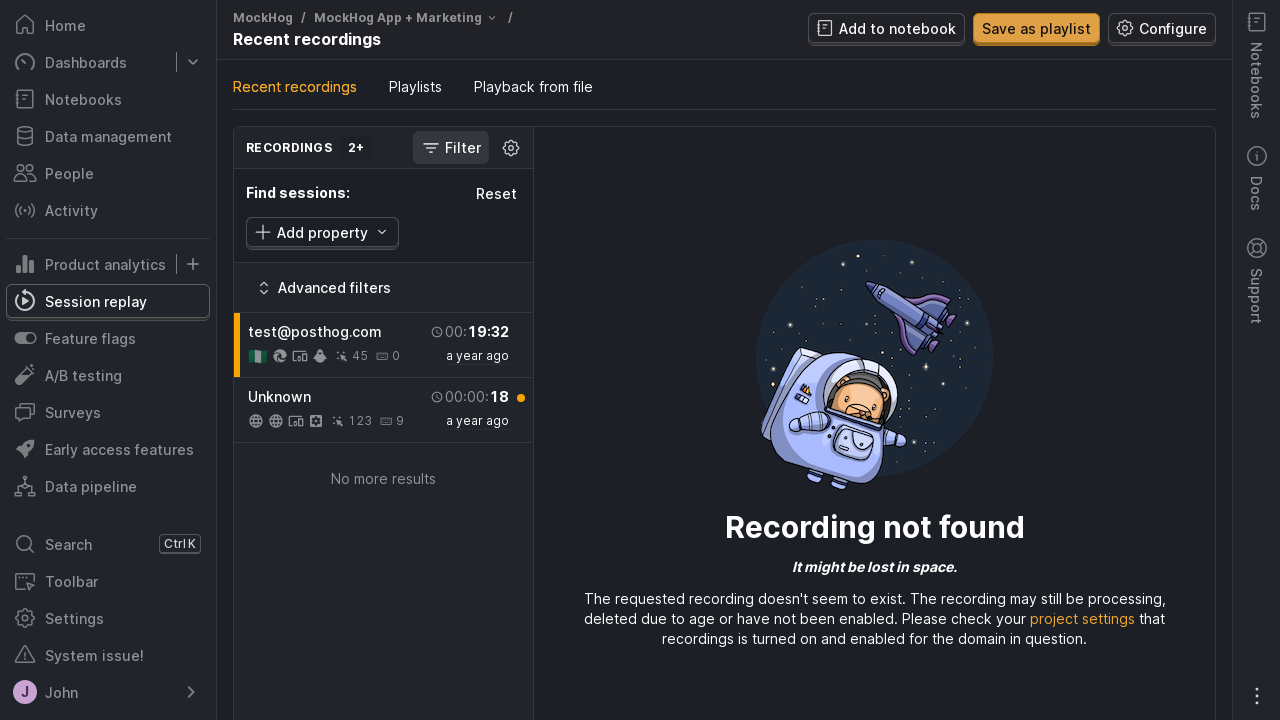 Home
Dashboards
Notebooks
Data management
People
Activity
Product analytics
Session replay
Feature flags
A/B testing
Surveys
Early access features
Data pipeline
Search Ctrl K
Toolbar
Settings
System issue!
J John
MockHog / MockHog App + Marketing /
Recent recordings
Add to notebook
Save as playlist
Configure
Recent recordings
Playlists
Playback from file
RECORDINGS 2+
Filter
Find sessions:
Reset
Add property
Advanced filters
test@posthog.com 00:19:32
45 0 a year ago
Unknown 00:00:18
123 9 a year ago
No more results
Recording not found
It might be lost in space.
The requested recording doesn't seem to exist. The recording may still be processing,
deleted due to age or have not been enabled. Please check your project settings that
recordings is turned on and enabled for the domain in question.
Notebooks
Docs
Support